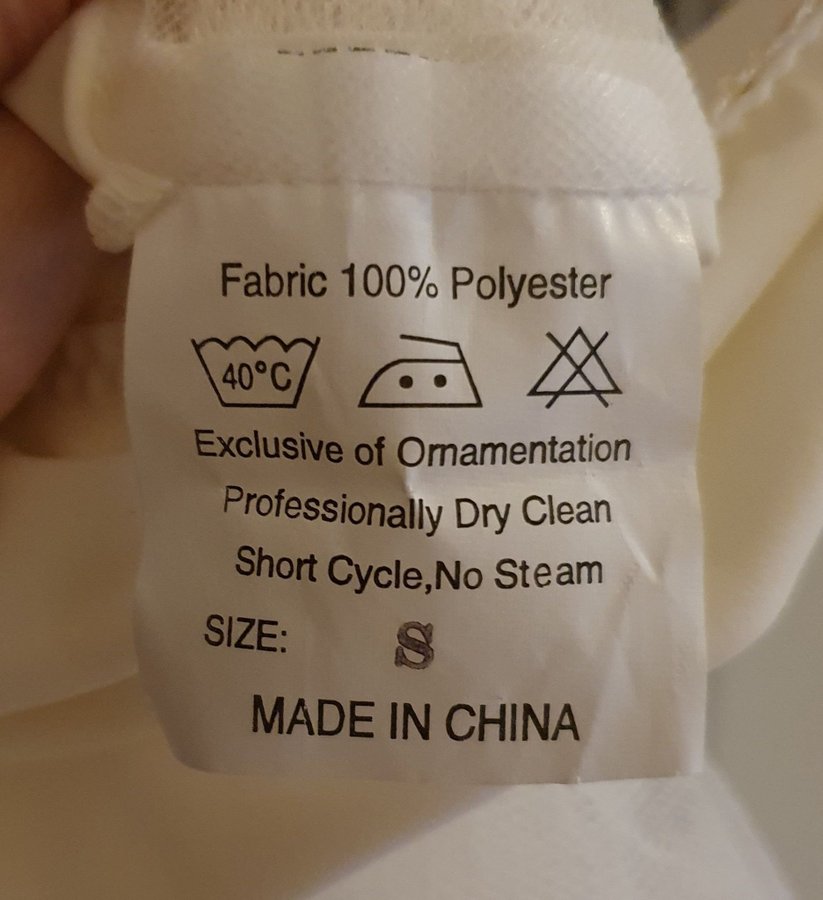 Fabric 100% Polyester
40°C
Exclusive of Ornamentation
Professionally Dry Clean
Short Cycle,No Steam
SIZE: S
MADE IN CHINA